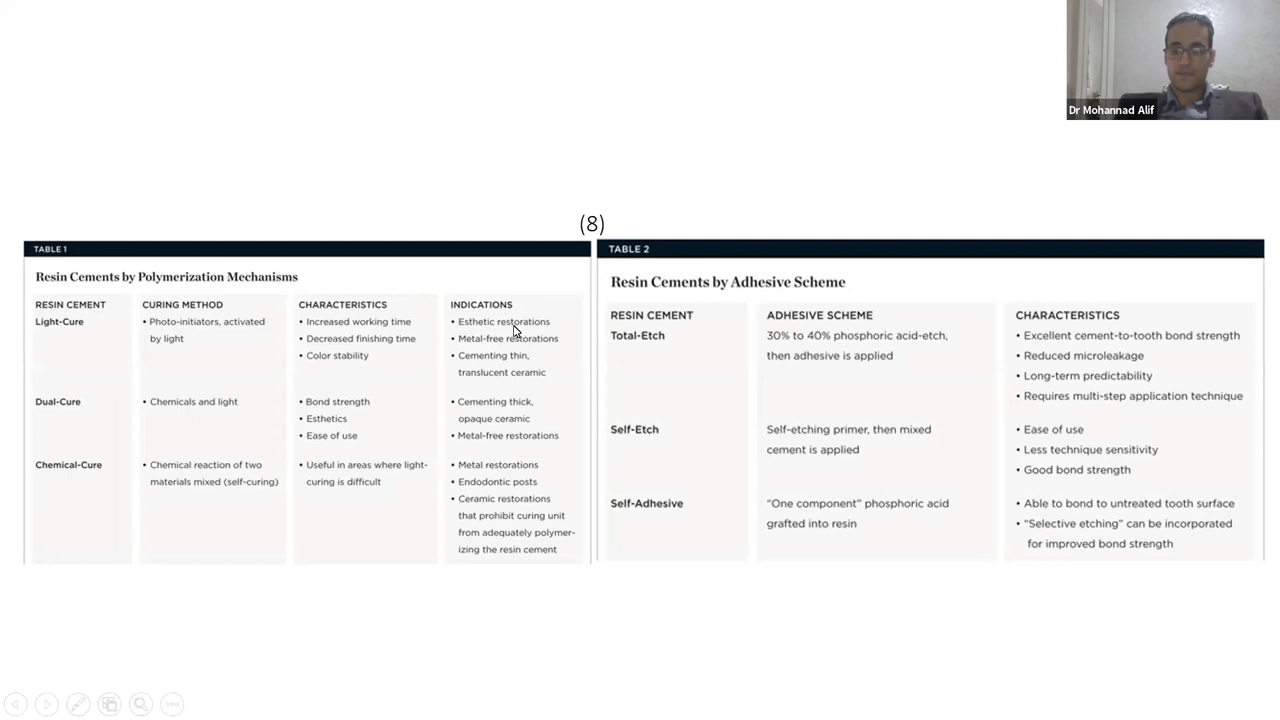 Dr Mohannad Alif
(8)
TABLE 1
Resin Cements by Polymerization Mechanisms
RESIN CEMENT
CURING METHOD
CHARACTERISTICS
INDICATIONS
Light-Cure
• Photo-initiators, activated
by light
• Increased working time
• Decreased finishing time
• Color stability
• Esthetic restorations
• Metal-free restorations
• Cementing thin,
translucent ceramic
Dual-Cure
• Chemicals and light
• Bond strength
• Esthetics
• Ease of use
• Cementing thick,
opaque ceramic
• Metal-free restorations
Chemical-Cure
• Chemical reaction of two
materials mixed (self-curing)
• Useful in areas where light-
curing is difficult
• Metal restorations
• Endodontic posts
• Ceramic restorations
that prohibit curing unit
from adequately polymer-
izing the resin cement
TABLE 2
Resin Cements by Adhesive Scheme
RESIN CEMENT
ADHESIVE SCHEME
CHARACTERISTICS
Total-Etch
30% to 40% phosphoric acid-etch,
then adhesive is applied
• Excellent cement-to-tooth bond strength
• Reduced microleakage
• Long-term predictability
• Requires multi-step application technique
Self-Etch
Self-etching primer, then mixed
cement is applied
• Ease of use
• Less technique sensitivity
• Good bond strength
Self-Adhesive
“One component” phosphoric acid
grafted into resin
• Able to bond to untreated tooth surface
• “Selective etching” can be incorporated
for improved bond strength